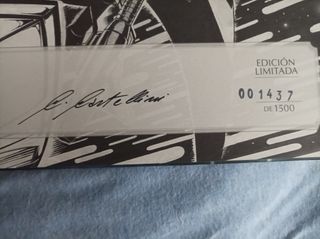 EDICIÓN
LIMITADA
001437
DE 1500